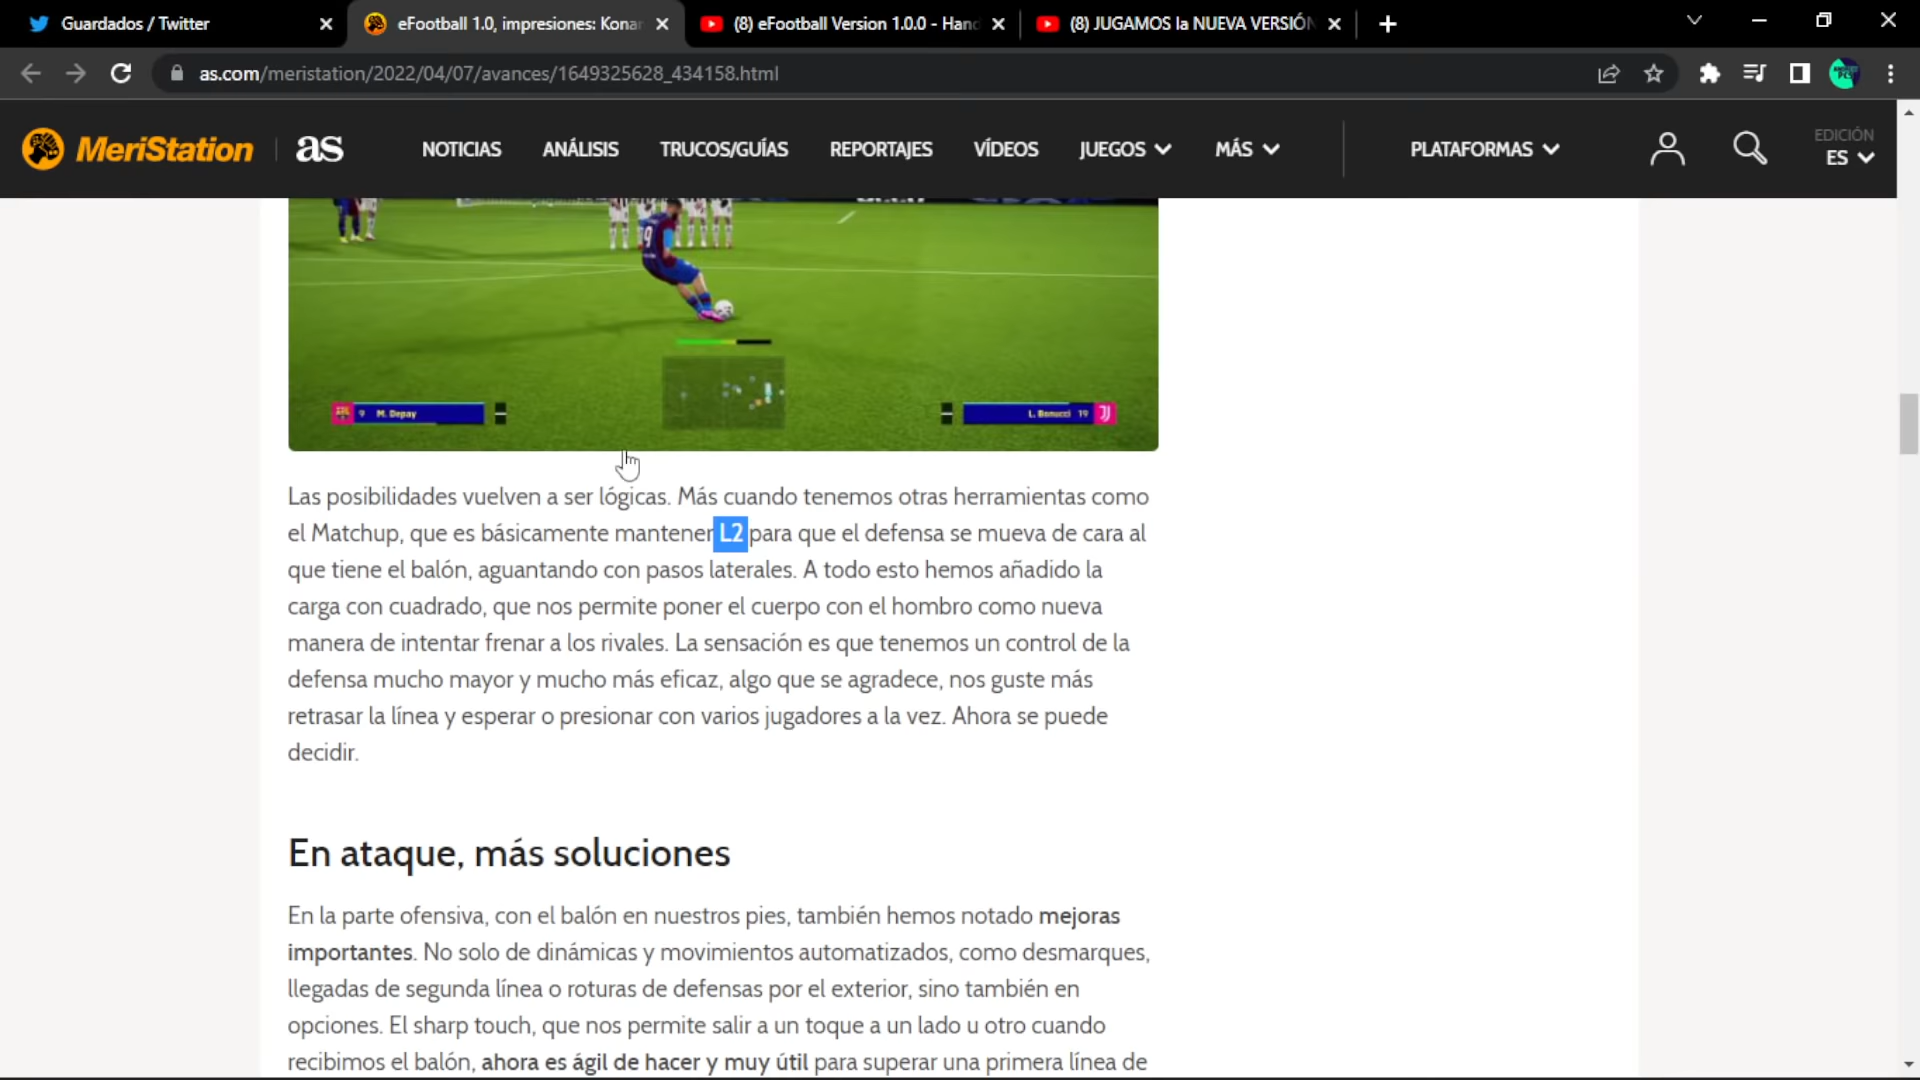 Guardados / Twitter
eFootball 1.0, impresiones: Kona
(8) eFootball Version 1.0.0 - Hand
(8) JUGAMOS la NUEVA VERSIÓN
as.com/meristation/2022/04/07/avances/1649325628_434158.html
MeriStation
as
NOTICIAS
ANÁLISIS
TRUCOS/GUÍAS
REPORTAJES
VÍDEOS
JUEGOS
MÁS
PLATAFORMAS
EDICIÓN
ES
9
9 M. Depay
L. Bonucci 19
Las posibilidades vuelven a ser lógicas. Más cuando tenemos otras herramientas como
el Matchup, que es básicamente mantener L2 para que el defensa se mueva de cara al
que tiene el balón, aguantando con pasos laterales. A todo esto hemos añadido la
carga con cuadrado, que nos permite poner el cuerpo con el hombro como nueva
manera de intentar frenar a los rivales. La sensación es que tenemos un control de la
defensa mucho mayor y mucho más eficaz, algo que se agradece, nos guste más
retrasar la línea y esperar o presionar con varios jugadores a la vez. Ahora se puede
decidir.
En ataque, más soluciones
En la parte ofensiva, con el balón en nuestros pies, también hemos notado mejoras
importantes. No solo de dinámicas y movimientos automatizados, como desmarques,
llegadas de segunda línea o roturas de defensas por el exterior, sino también en
opciones. El sharp touch, que nos permite salir a un toque a un lado u otro cuando
recibimos el balón, ahora es ágil de hacer y muy útil para superar una primera línea de